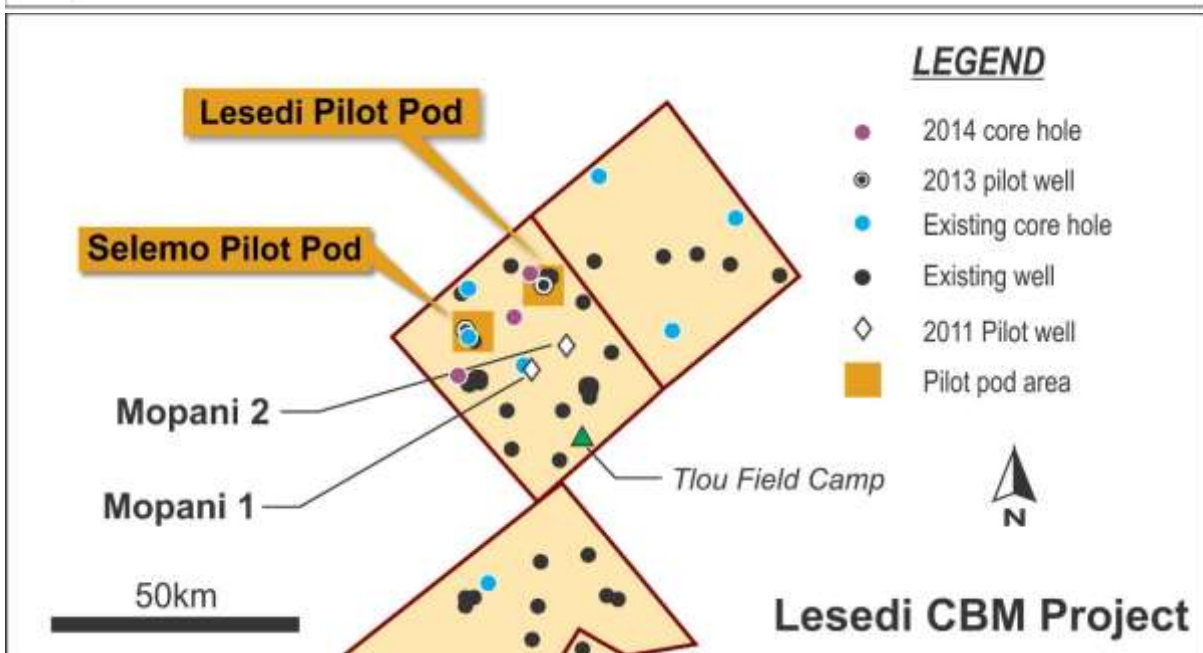 LEGEND
Lesedi Pilot Pod
2014 core hole
2013 pilot well
Existing core hole
Selemo Pilot Pod
Existing well
2011 Pilot well
Pilot pod area
Mopani 2
Tlou Field Camp
Mopani 1
N
50km
Lesedi CBM Project